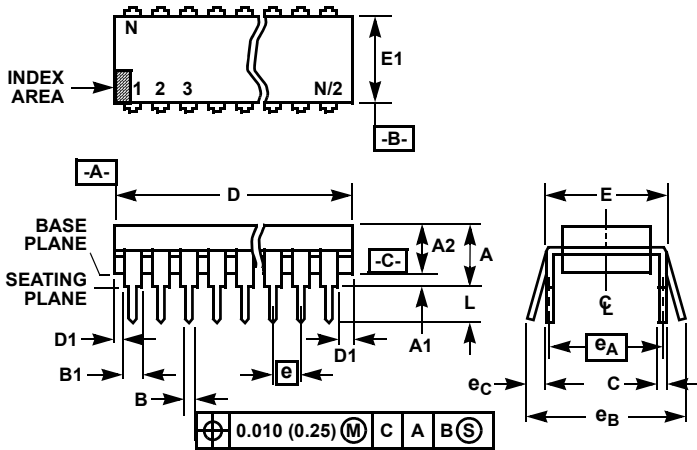 N
INDEX
AREA
1 2 3 N/2
E1
-B-
-A-
D
E
BASE
PLANE
A2
A
-C-
SEATING
PLANE
L
D1
A1
D1
B1
e
B
℄
eA
eC
C
eB
0.010 (0.25) Ⓜ C A B Ⓢ